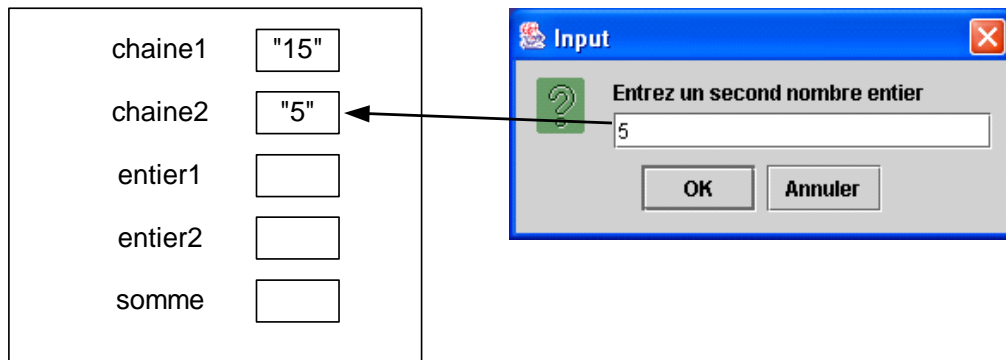 chaine1 "15"
chaine2 "5"
entier1
entier2
somme
Input
Entrez un second nombre entier
5
OK Annuler